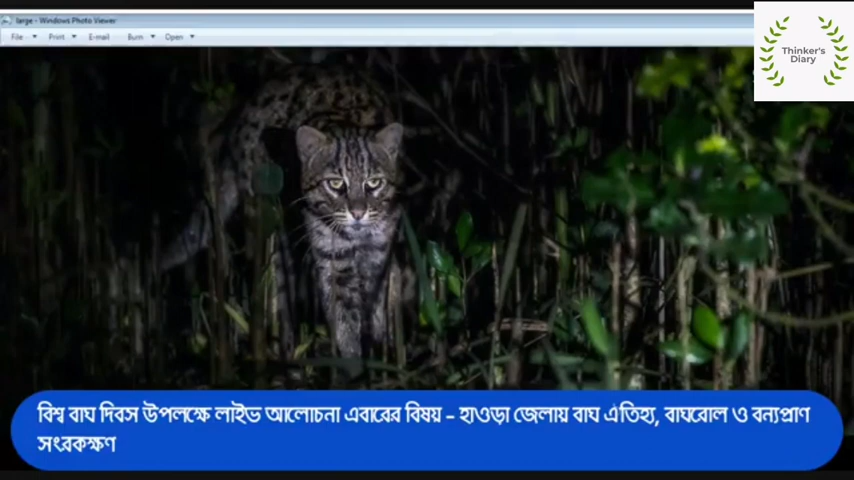 large - Windows Photo Viewer
File Print E-mail Burn Open
Thinker's
Diary
বিশ্ব বাঘ দিবস উপলক্ষে লাইভ আলোচনা এবারের বিষয় - হাওড়া জেলায় বাঘ ঐতিহ্য, বাঘরোল ও বন্যপ্রাণ
সংরকক্ষণ